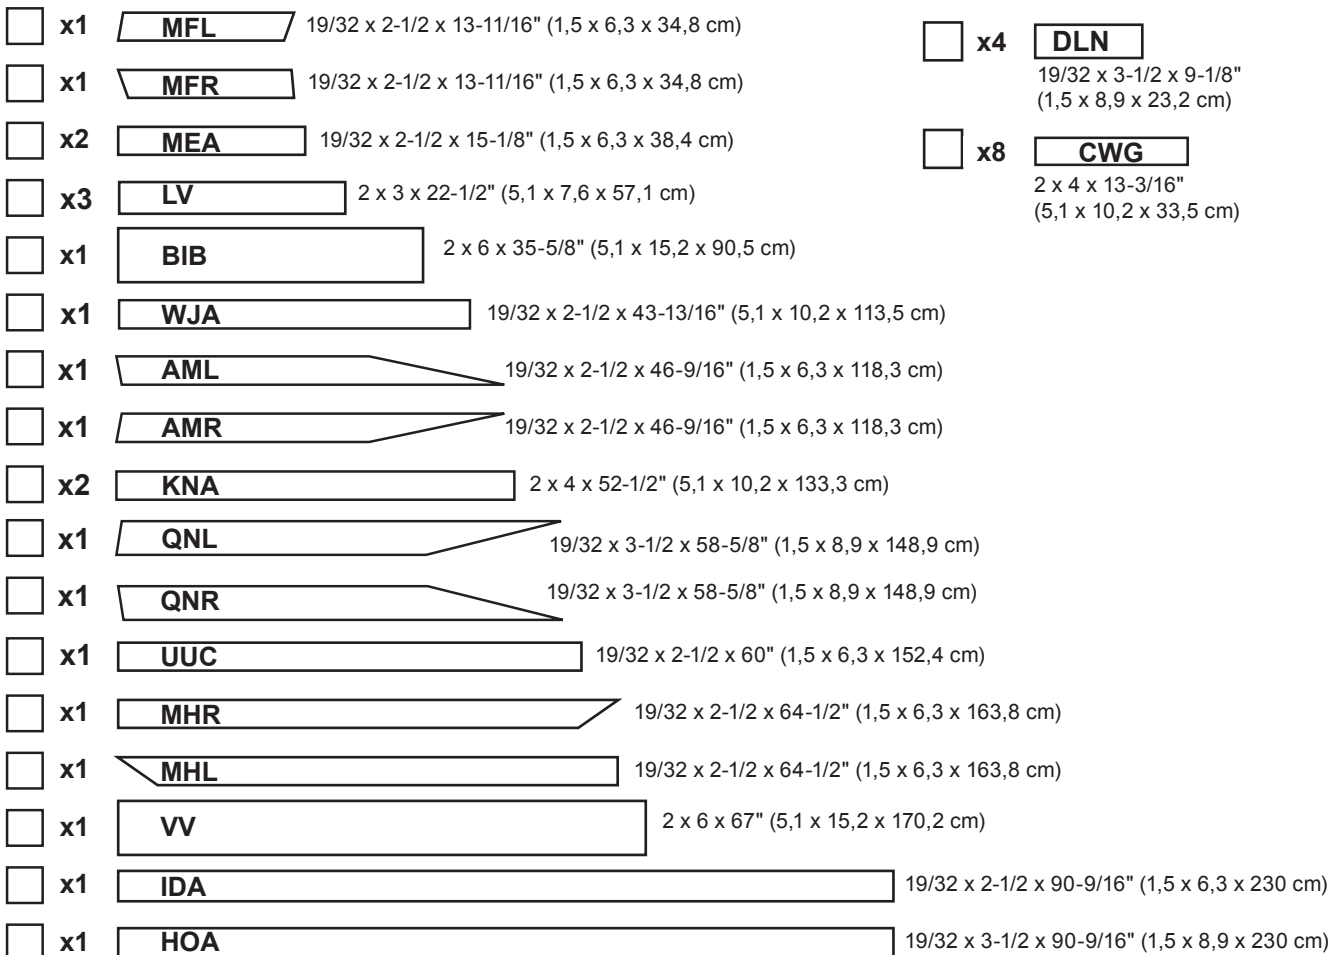 x1 MFL 19/32 x 2-1/2 x 13-11/16" (1,5 x 6,3 x 34,8 cm)
x1 MFR 19/32 x 2-1/2 x 13-11/16" (1,5 x 6,3 x 34,8 cm)
x2 MEA 19/32 x 2-1/2 x 15-1/8" (1,5 x 6,3 x 38,4 cm)
x3 LV 2 x 3 x 22-1/2" (5,1 x 7,6 x 57,1 cm)
x1 BIB 2 x 6 x 35-5/8" (5,1 x 15,2 x 90,5 cm)
x1 WJA 19/32 x 2-1/2 x 43-13/16" (5,1 x 10,2 x 113,5 cm)
x1 AML 19/32 x 2-1/2 x 46-9/16" (1,5 x 6,3 x 118,3 cm)
x1 AMR 19/32 x 2-1/2 x 46-9/16" (1,5 x 6,3 x 118,3 cm)
x2 KNA 2 x 4 x 52-1/2" (5,1 x 10,2 x 133,3 cm)
x1 QNL 19/32 x 3-1/2 x 58-5/8" (1,5 x 8,9 x 148,9 cm)
x1 QNR 19/32 x 3-1/2 x 58-5/8" (1,5 x 8,9 x 148,9 cm)
x1 UUC 19/32 x 2-1/2 x 60" (1,5 x 6,3 x 152,4 cm)
x1 MHR 19/32 x 2-1/2 x 64-1/2" (1,5 x 6,3 x 163,8 cm)
x1 MHL 19/32 x 2-1/2 x 64-1/2" (1,5 x 6,3 x 163,8 cm)
x1 VV 2 x 6 x 67" (5,1 x 15,2 x 170,2 cm)
x1 IDA 19/32 x 2-1/2 x 90-9/16" (1,5 x 6,3 x 230 cm)
x1 HOA 19/32 x 3-1/2 x 90-9/16" (1,5 x 8,9 x 230 cm)
x4 DLN
19/32 x 3-1/2 x 9-1/8"
(1,5 x 8,9 x 23,2 cm)
x8 CWG
2 x 4 x 13-3/16"
(5,1 x 10,2 x 33,5 cm)